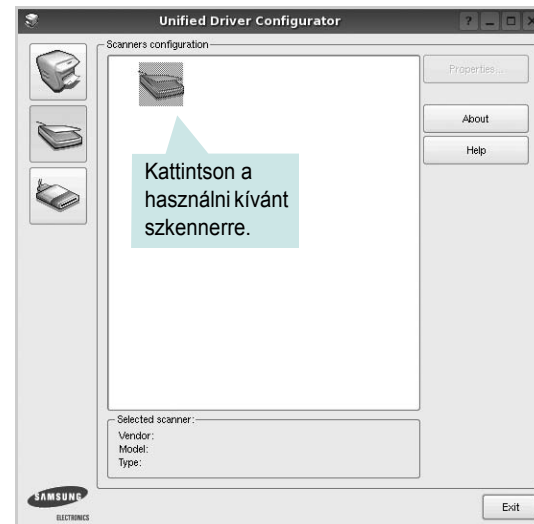 Unified Driver Configurator
Scanners configuration
Properties...
About
Help
Kattintson a
használni kívánt
szkennerre.
Selected scanner:
Vendor:
Model:
Type:
SAMSUNG
ELECTRONICS
Exit